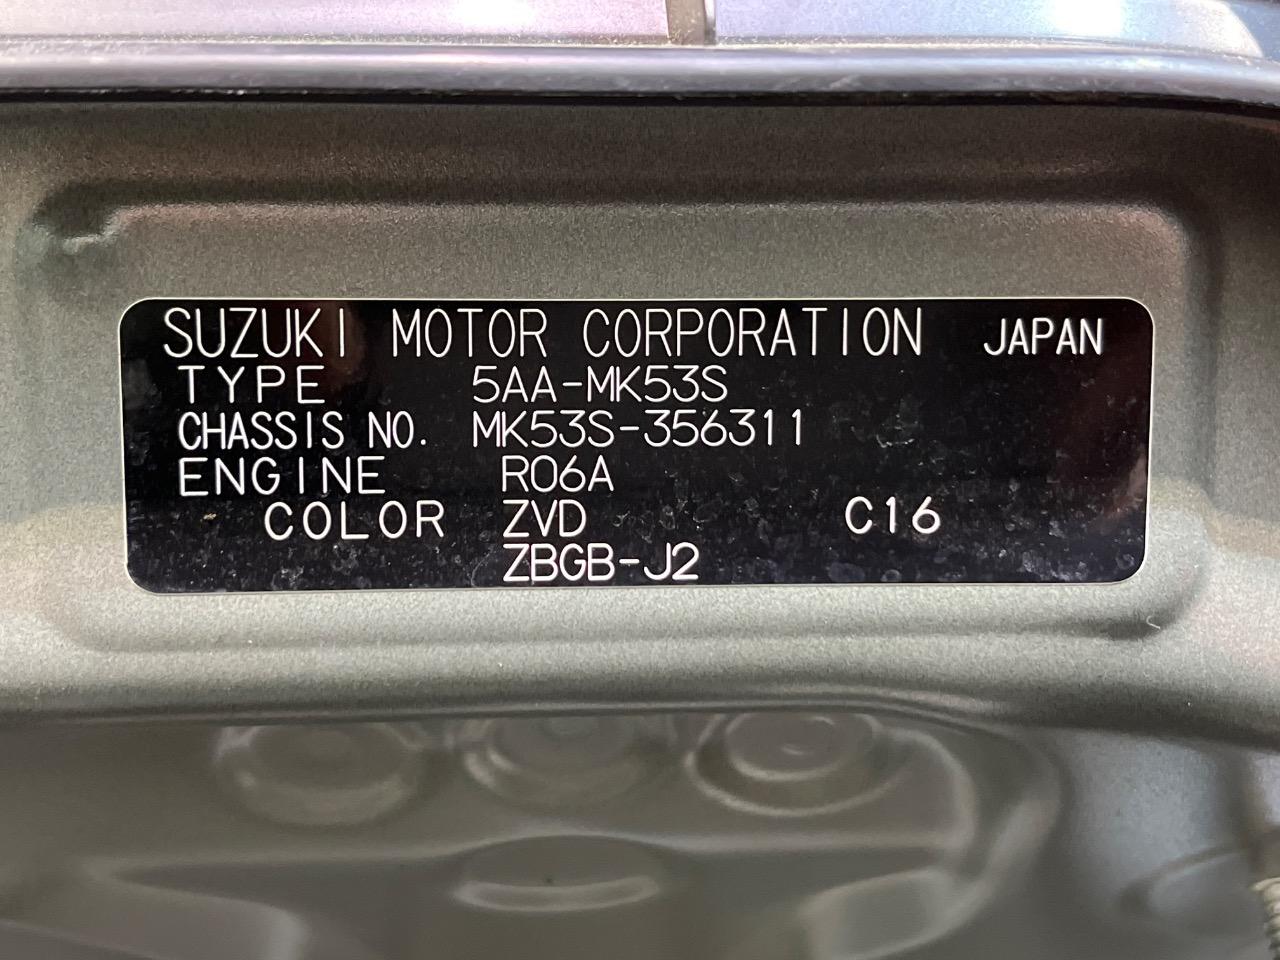 SUZUKI MOTOR CORPORATION JAPAN
TYPE 5AA-MK53S
CHASSIS NO. MK53S-356311
ENGINE R06A
COLOR ZVD C16
ZBGB-J2